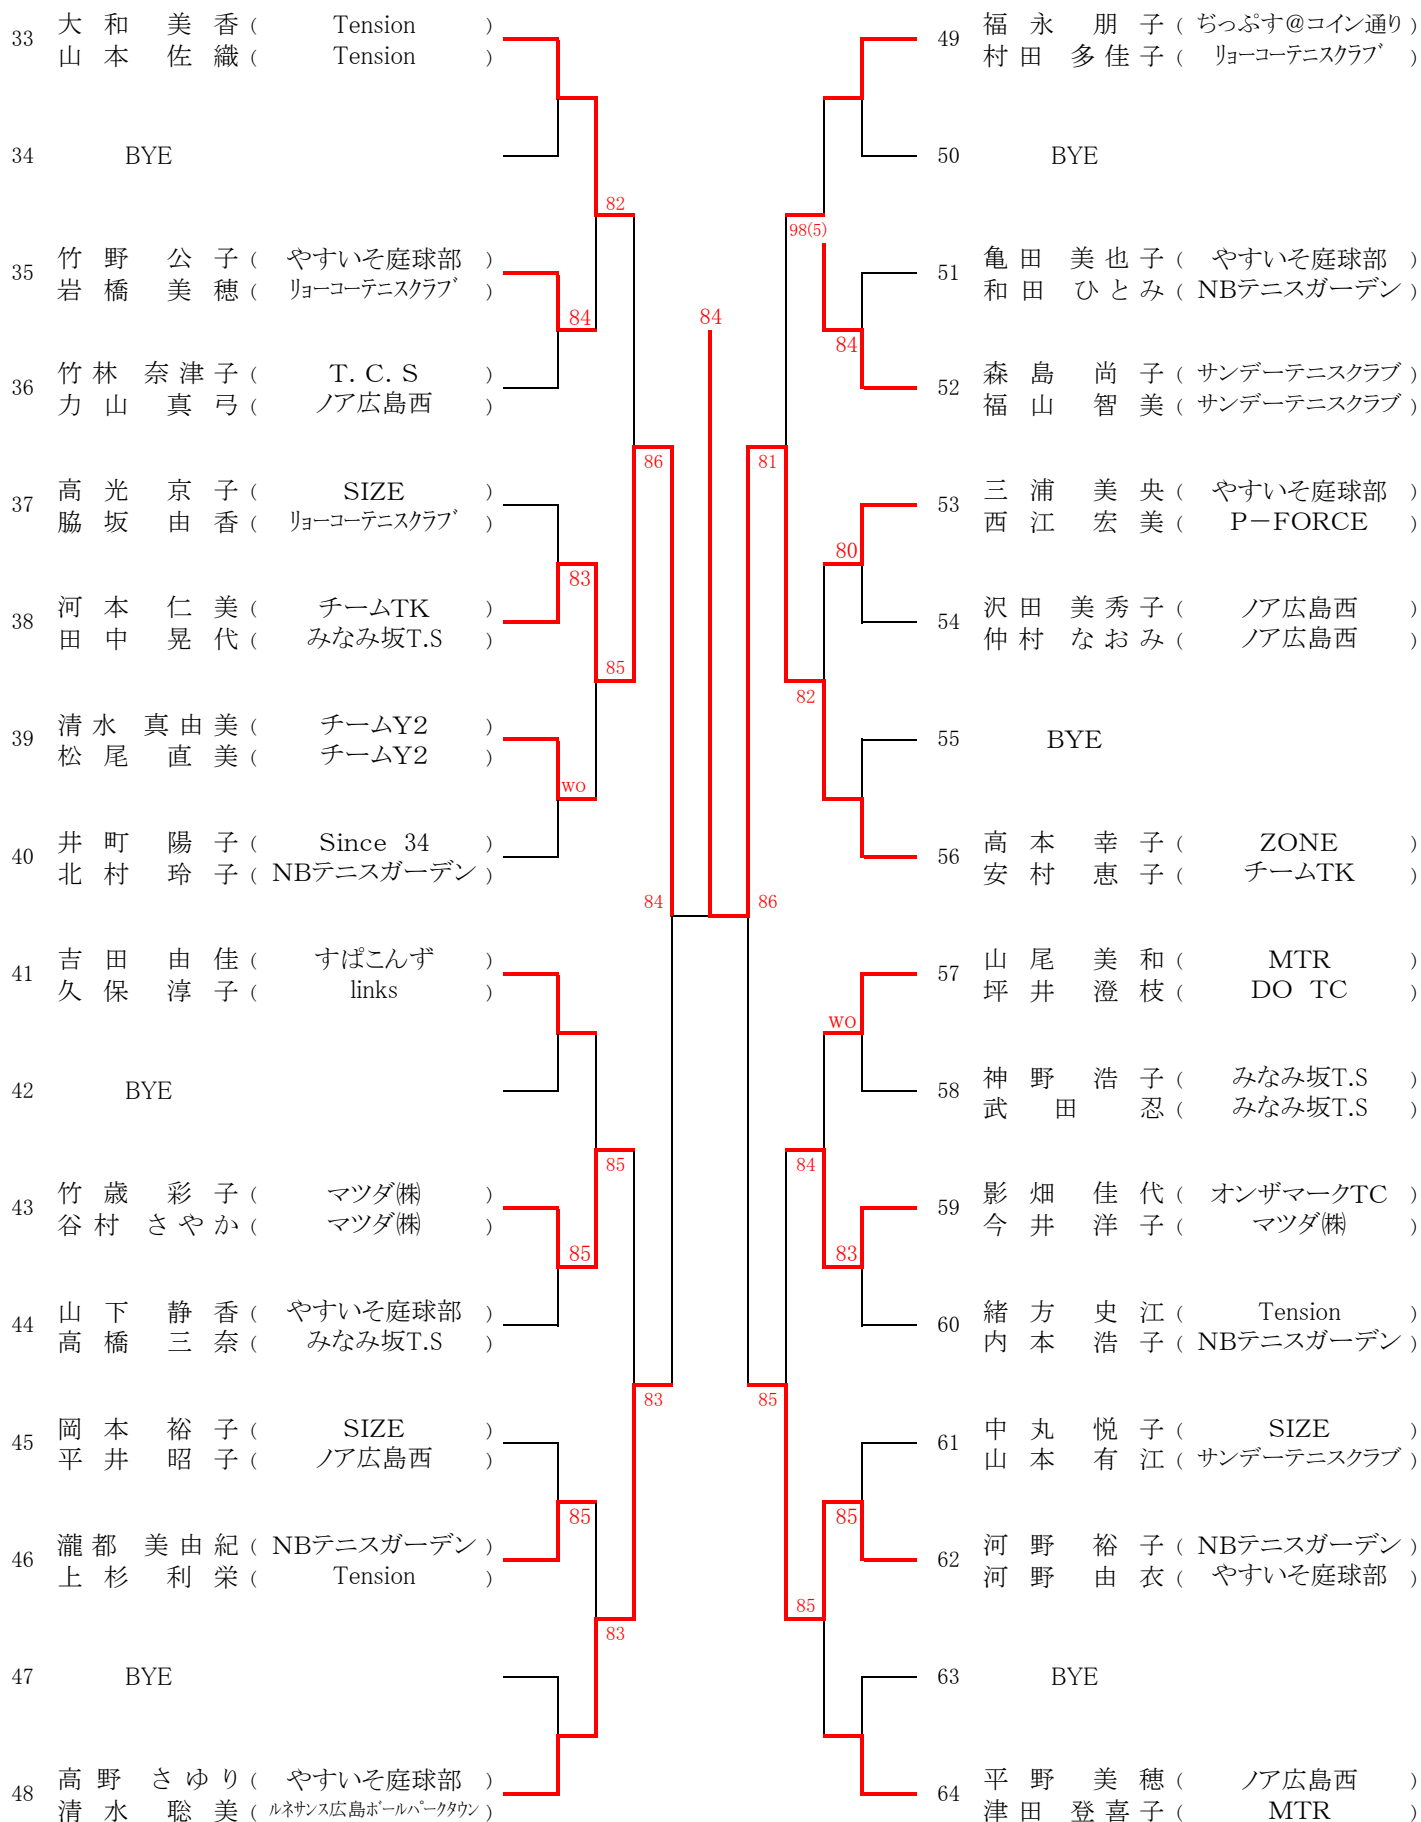 33 大和 美香 ( Tension )
山本 佐織 ( Tension )
34 BYE
82
35 竹野 公子 ( やすいそ庭球部 )
岩橋 美穂 ( ﾘｮｰｺｰﾃﾆｽｸﾗﾌﾞ )
84
36 竹林 奈津子 ( T. C. S )
力山 真弓 ( ノア広島西 )
86
37 高光 京子 ( SIZE )
脇坂 由香 ( ﾘｮｰｺｰﾃﾆｽｸﾗﾌﾞ )
83
38 河本 仁美 ( チームTK )
田中 晃代 ( みなみ坂T.S )
85
39 清水 真由美 ( チームY2 )
松尾 直美 ( チームY2 )
WO
40 井町 陽子 ( Since 34 )
北村 玲子 ( NBテニスガーデン )
84
41 吉田 由佳 ( すぱこんず )
久保 淳子 ( links )
42 BYE
85
43 竹歳 彩子 ( マツダ㈱ )
谷村 さやか ( マツダ㈱ )
85
44 山下 静香 ( やすいそ庭球部 )
高橋 三奈 ( みなみ坂T.S )
83
45 岡本 裕子 ( SIZE )
平井 昭子 ( ノア広島西 )
85
46 瀧都 美由紀 ( NBテニスガーデン )
上杉 利栄 ( Tension )
83
47 BYE
48 高野 さゆり ( やすいそ庭球部 )
清水 聡美 ( ﾙﾈｻﾝｽ広島ﾎﾞｰﾙﾊﾟｰｸﾀｳﾝ )
84
49 福永 朋子 ( ぢっぷす@コイン通り )
村田 多佳子 ( ﾘｮｰｺｰﾃﾆｽｸﾗﾌﾞ )
50 BYE
98(5)
51 亀田 美也子 ( やすいそ庭球部 )
和田 ひとみ ( NBテニスガーデン )
84
52 森島 尚子 ( サンデーテニスクラブ )
福山 智美 ( サンデーテニスクラブ )
81
53 三浦 美央 ( やすいそ庭球部 )
西江 宏美 ( P－FORCE )
80
54 沢田 美秀子 ( ノア広島西 )
仲村 なおみ ( ノア広島西 )
82
55 BYE
56 高本 幸子 ( ZONE )
安村 恵子 ( チームTK )
86
57 山尾 美和 ( MTR )
坪井 澄枝 ( DO TC )
WO
58 神野 浩子 ( みなみ坂T.S )
武田 忍 ( みなみ坂T.S )
84
59 影畑 佳代 ( オンザマークTC )
今井 洋子 ( マツダ㈱ )
83
60 緒方 史江 ( Tension )
内本 浩子 ( NBテニスガーデン )
85
61 中丸 悦子 ( SIZE )
山本 有江 ( サンデーテニスクラブ )
85
62 河野 裕子 ( NBテニスガーデン )
河野 由衣 ( やすいそ庭球部 )
85
63 BYE
64 平野 美穂 ( ノア広島西 )
津田 登喜子 ( MTR )